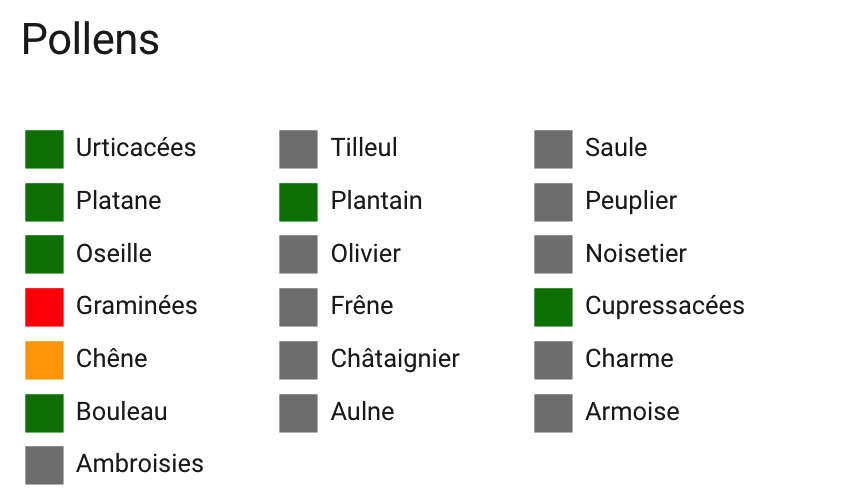 Pollens
Urticacées
Platane
Oseille
Graminées
Chêne
Bouleau
Ambroisies
Tilleul
Plantain
Olivier
Frêne
Châtaignier
Aulne
Saule
Peuplier
Noisetier
Cupressacées
Charme
Armoise